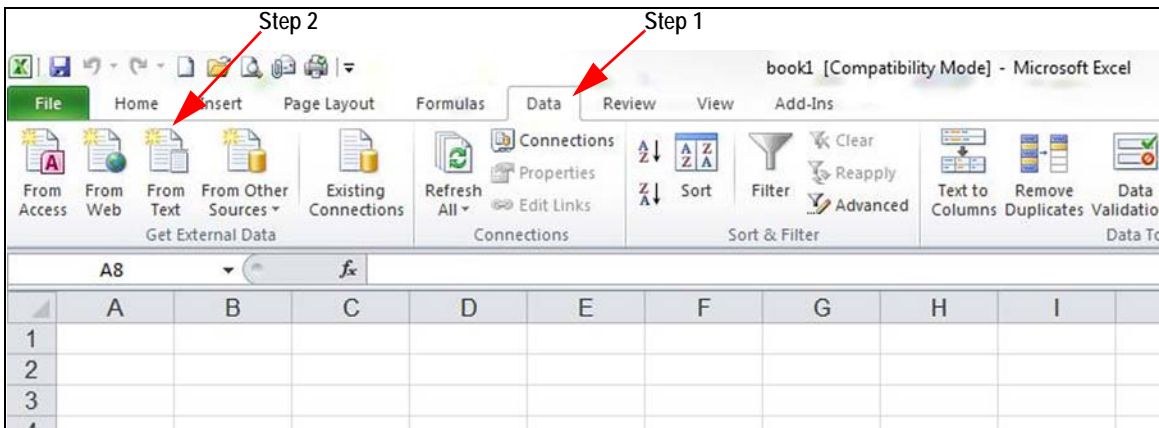 Step 2 Step 1
book1 [Compatibility Mode] - Microsoft Excel
File Home Insert Page Layout Formulas Data Review View Add-Ins
From Access
From Web
From Text
From Other Sources
Existing Connections
Get External Data
Refresh All
Connections
Properties
Edit Links
Connections
A Z
Z A
A Z Z A
Sort
Filter
Clear
Reapply
Advanced
Sort & Filter
Text to Columns
Remove Duplicates
Data Validatio
Data To
A8 fx
A B C D E F G H I
1
2
3